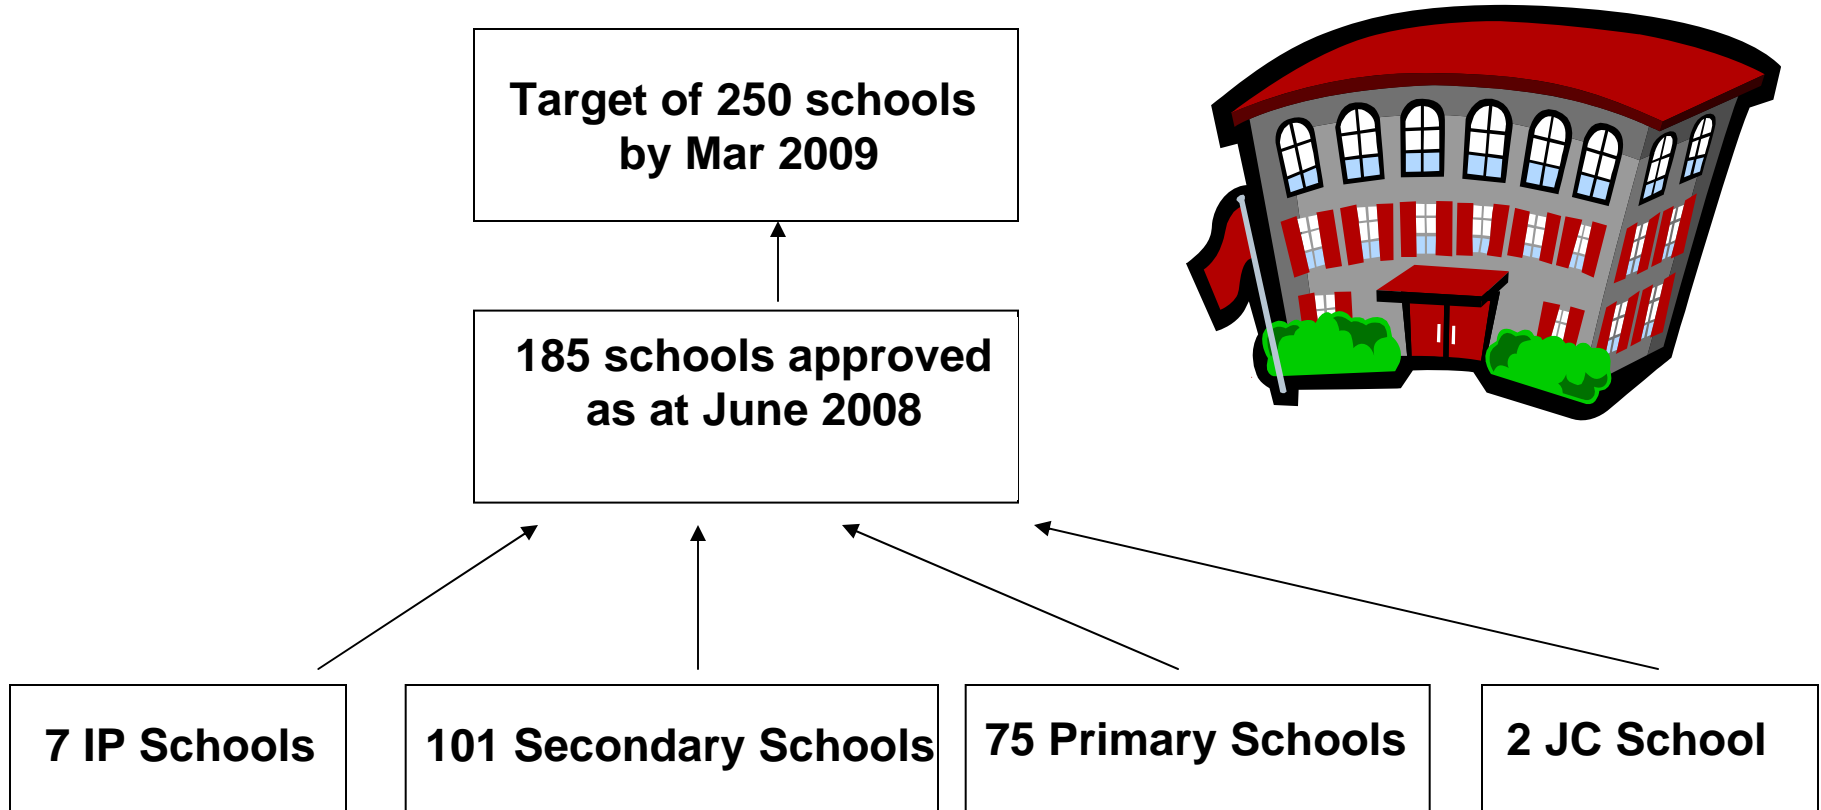 Target of 250 schools
by Mar 2009
185 schools approved
as at June 2008
7 IP Schools
101 Secondary Schools
75 Primary Schools
2 JC School